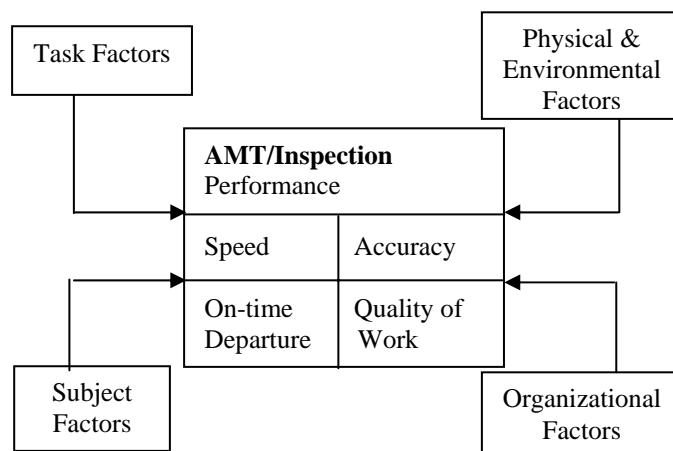 Task Factors
Physical &
Environmental
Factors
AMT/Inspection
Performance
Speed
Accuracy
On-time
Departure
Quality of
Work
Subject
Factors
Organizational
Factors